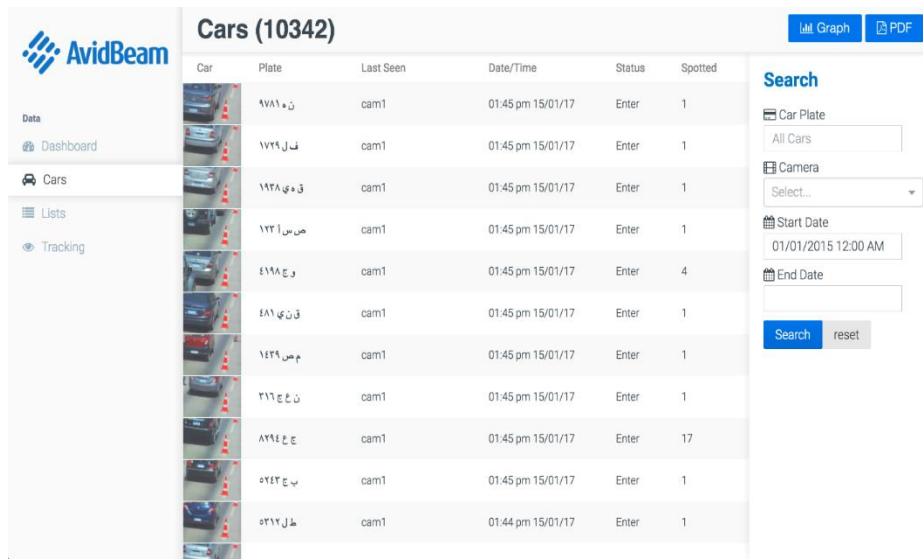 AvidBeam
Cars (10342)
Graph
PDF
Data
Dashboard
Cars
Lists
Tracking
Car Plate Last Seen Date/Time Status Spotted
ن ه ٩٧٨١ cam1 01:45 pm 15/01/17 Enter 1
ف ل ١٧٢٩ cam1 01:45 pm 15/01/17 Enter 1
ق ه ي ١٩٣٨ cam1 01:45 pm 15/01/17 Enter 1
ص س أ ١٢٣ cam1 01:45 pm 15/01/17 Enter 1
و ج ٤١٩٨ cam1 01:45 pm 15/01/17 Enter 4
ق ن ي ٤٨١ cam1 01:45 pm 15/01/17 Enter 1
م ص ١٤٣٩ cam1 01:45 pm 15/01/17 Enter 1
ن ع ج ٣١٦ cam1 01:45 pm 15/01/17 Enter 1
ج ع ٨٢٩٤ cam1 01:45 pm 15/01/17 Enter 17
ب ج ٥٢٤٣ cam1 01:45 pm 15/01/17 Enter 1
ط ل ٥٣١٢ cam1 01:44 pm 15/01/17 Enter 1
Search
Car Plate
All Cars
Camera
Select...
Start Date
01/01/2015 12:00 AM
End Date
Search
reset